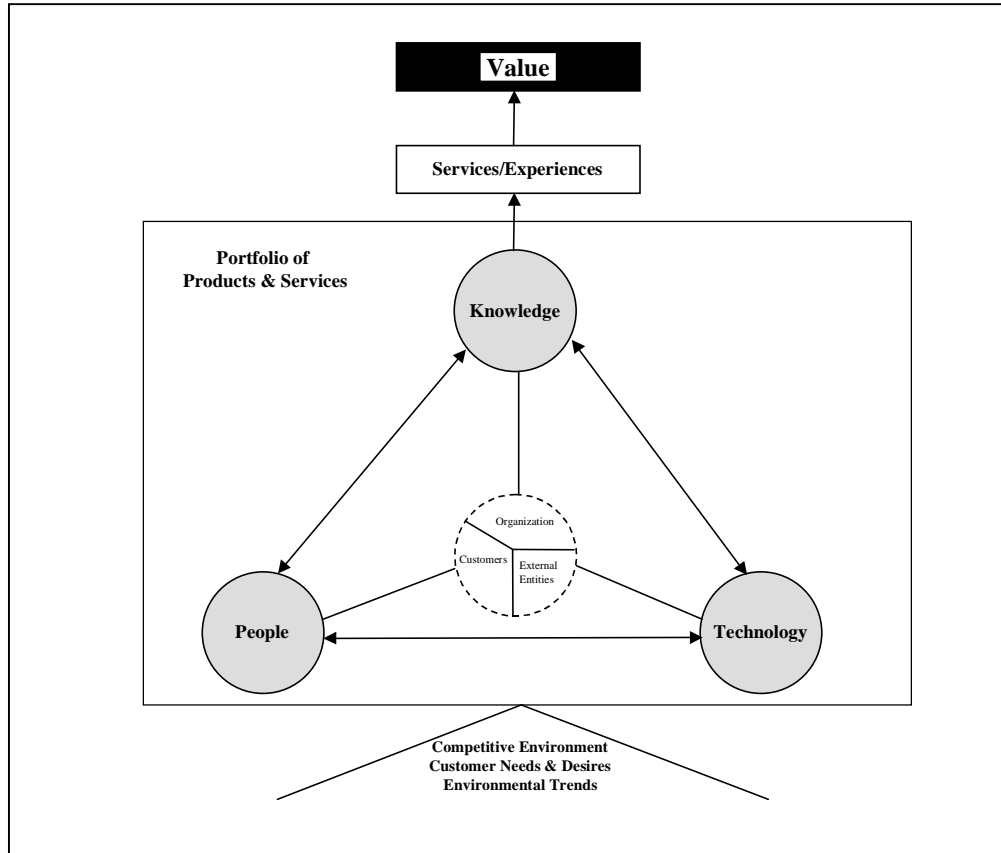 Value
Services/Experiences
Portfolio of
Products & Services
Knowledge
Organization
Customers
External
Entities
People
Technology
Competitive Environment
Customer Needs & Desires
Environmental Trends